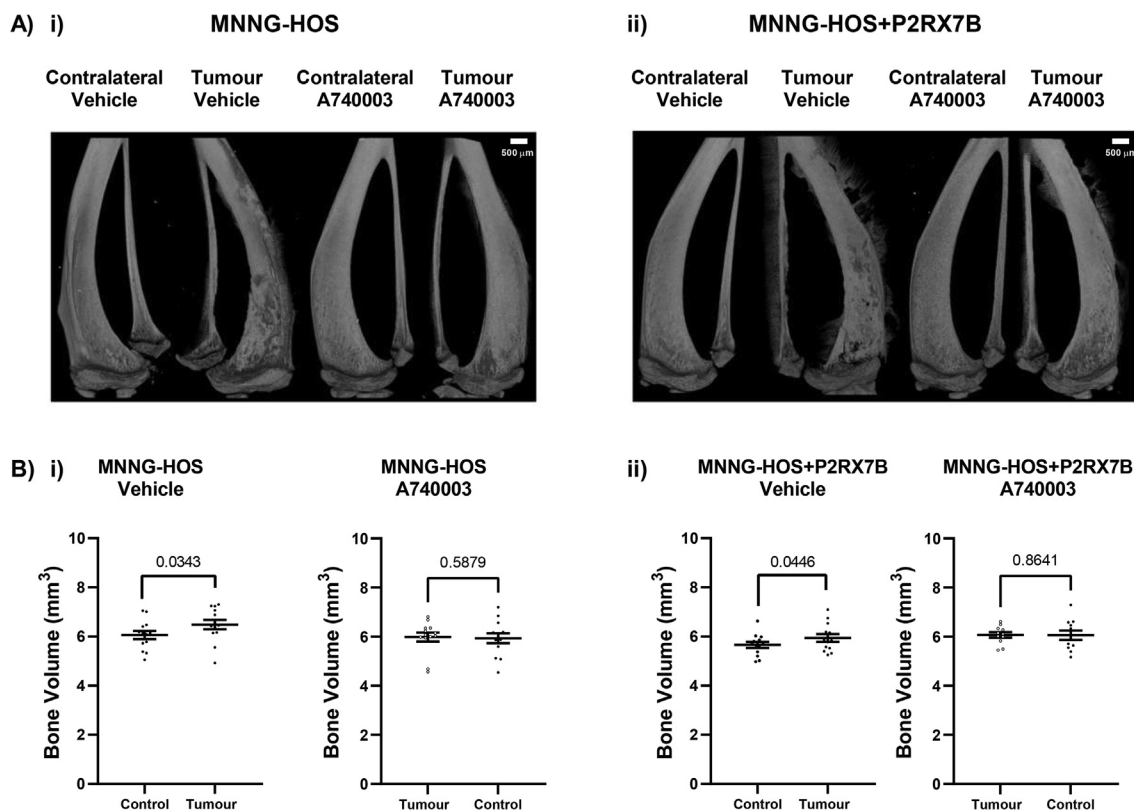 A) i) MNNG-HOS
Contralateral Vehicle
Tumour Vehicle
Contralateral A740003
Tumour A740003
500 µm
ii) MNNG-HOS+P2RX7B
Contralateral Vehicle
Tumour Vehicle
Contralateral A740003
Tumour A740003
500 µm
B) i) MNNG-HOS
Vehicle
Bone Volume (mm³)
10
8
6
4
2
0
0.0343
Control Tumour
MNNG-HOS
A740003
Bone Volume (mm³)
10
8
6
4
2
0
0.5879
Tumour Control
ii) MNNG-HOS+P2RX7B
Vehicle
Bone Volume (mm³)
10
8
6
4
2
0
0.0446
Control Tumour
MNNG-HOS+P2RX7B
A740003
Bone Volume (mm³)
10
8
6
4
2
0
0.8641
Tumour Control